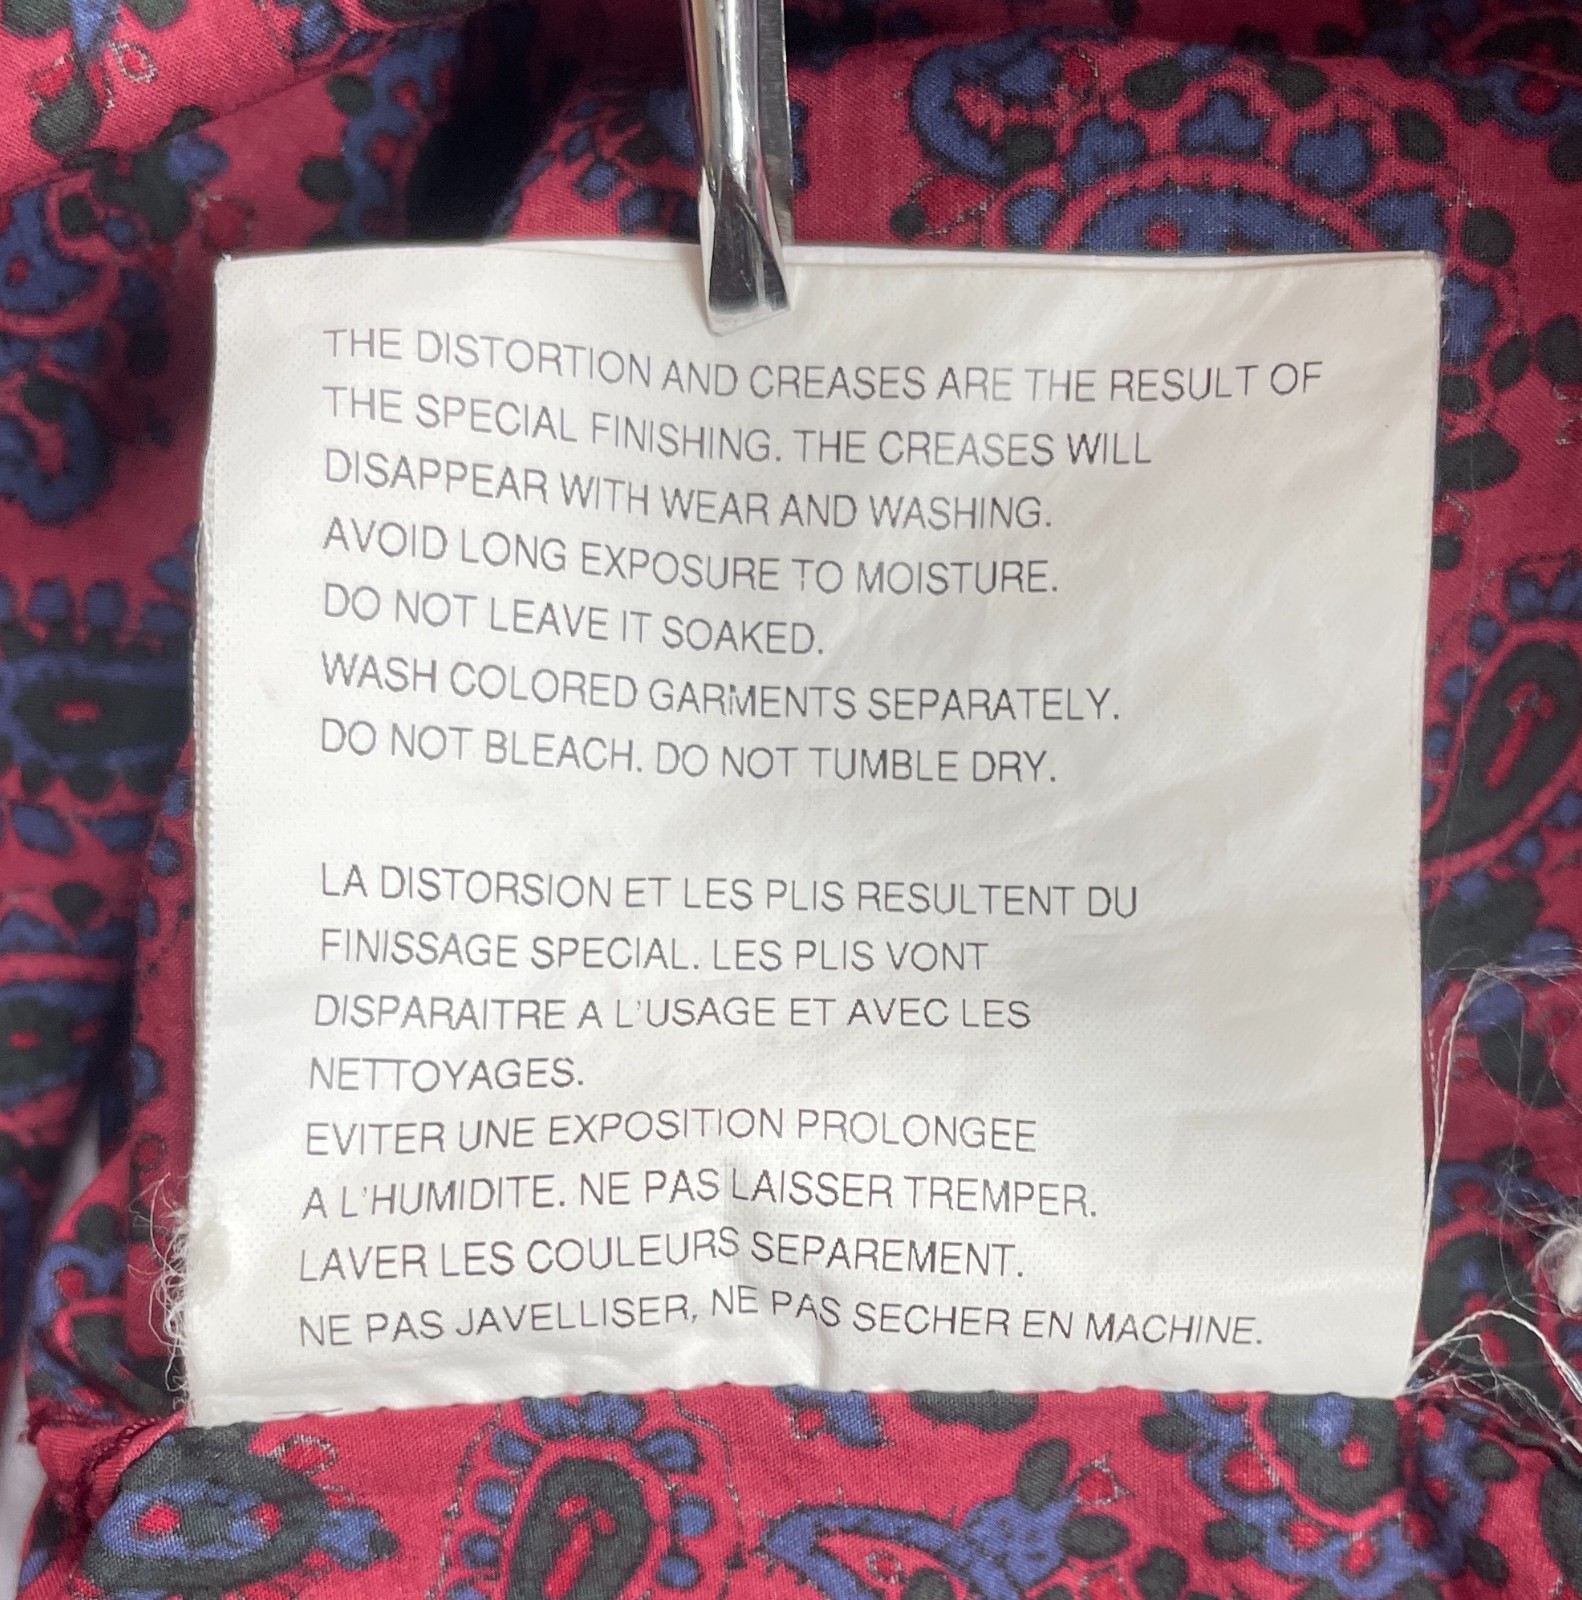 THE DISTORTION AND CREASES ARE THE RESULT OF
THE SPECIAL FINISHING. THE CREASES WILL
DISAPPEAR WITH WEAR AND WASHING.
AVOID LONG EXPOSURE TO MOISTURE.
DO NOT LEAVE IT SOAKED.
WASH COLORED GARMENTS SEPARATELY.
DO NOT BLEACH. DO NOT TUMBLE DRY.
LA DISTORSION ET LES PLIS RESULTENT DU
FINISSAGE SPECIAL. LES PLIS VONT
DISPARAITRE A L'USAGE ET AVEC LES
NETTOYAGES.
EVITER UNE EXPOSITION PROLONGEE
A L'HUMIDITE. NE PAS LAISSER TREMPER.
LAVER LES COULEURS SEPAREMENT.
NE PAS JAVELLISER, NE PAS SECHER EN MACHINE.